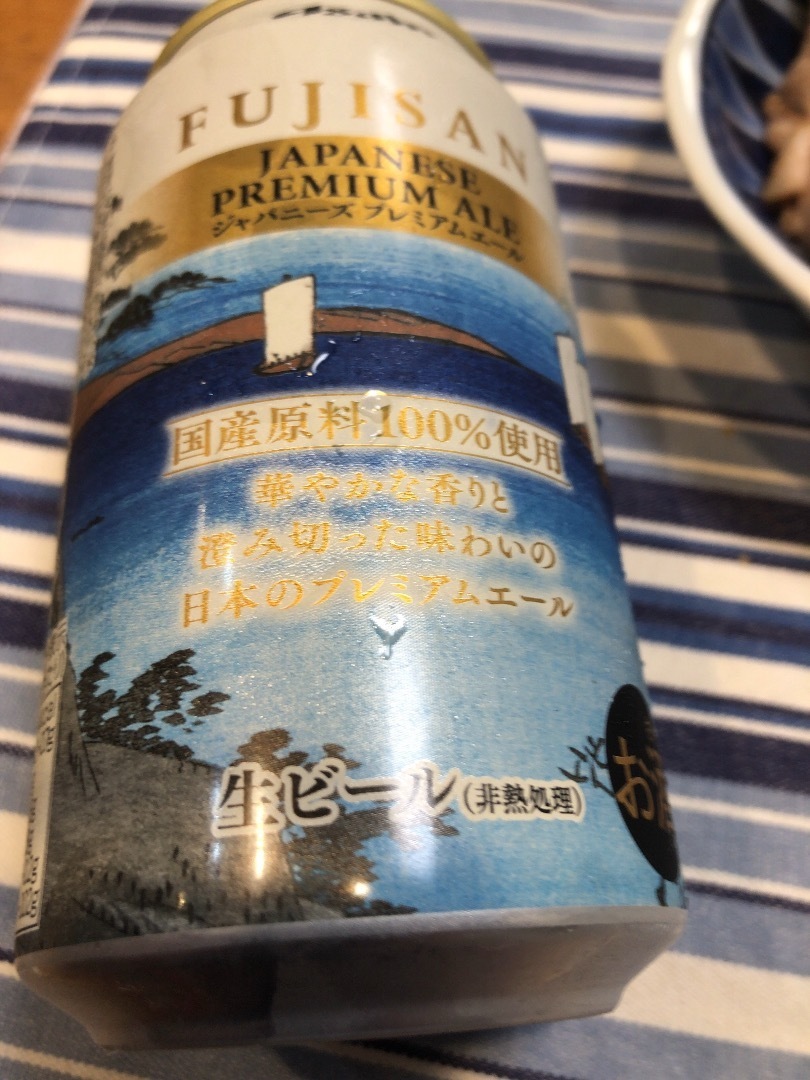 Asahi
FUJISAN
JAPANESE
PREMIUM ALE
ジャパニーズ プレミアムエール
国産原料100%使用
華やかな香りと
澄み切った味わいの
日本のプレミアムエール
生ビール(非熱処理)
お酒